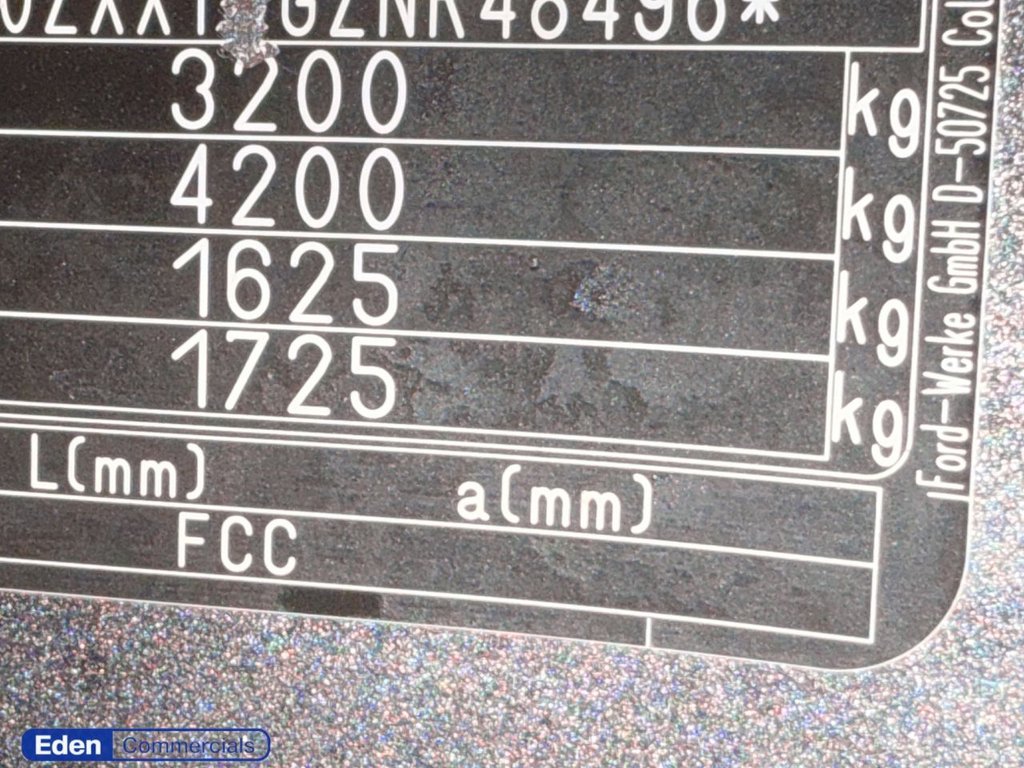 3200 kg
4200 kg
1625 kg
1725 kg
L(mm) a(mm)
FCC
Ford-Werke GmbH D-50725
Eden Commercials